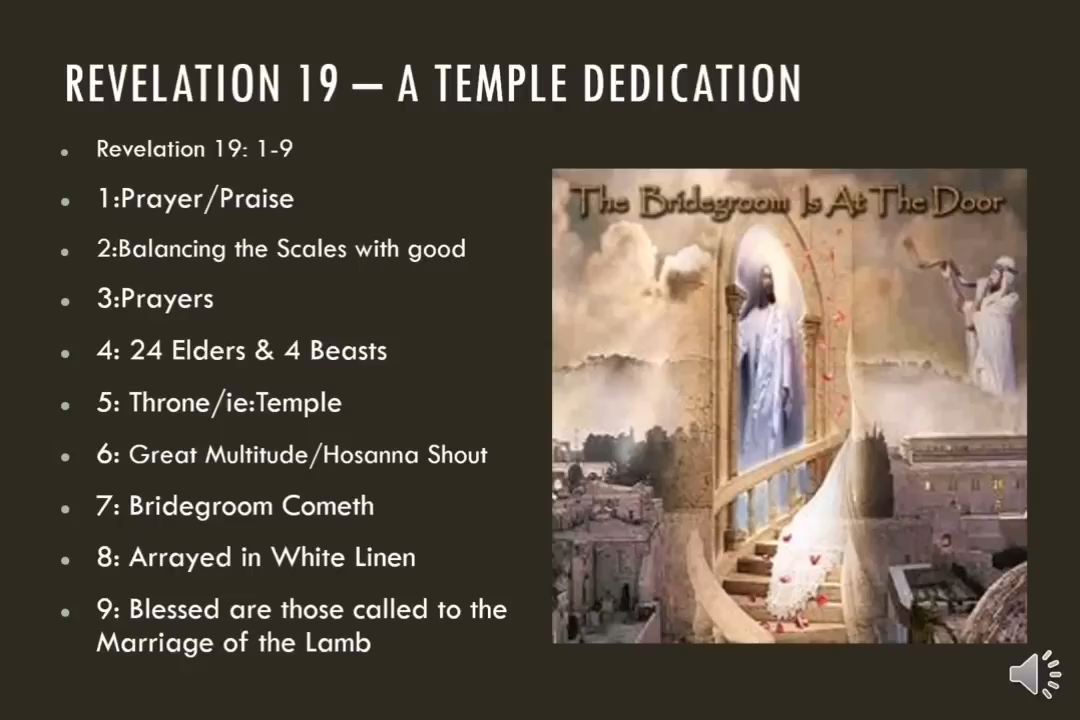 REVELATION 19 – A TEMPLE DEDICATION
• Revelation 19: 1-9
• 1:Prayer/Praise
• 2:Balancing the Scales with good
• 3:Prayers
• 4: 24 Elders & 4 Beasts
• 5: Throne/ie:Temple
• 6: Great Multitude/Hosanna Shout
• 7: Bridegroom Cometh
• 8: Arrayed in White Linen
• 9: Blessed are those called to the
Marriage of the Lamb
The Bridegroom Is At The Door